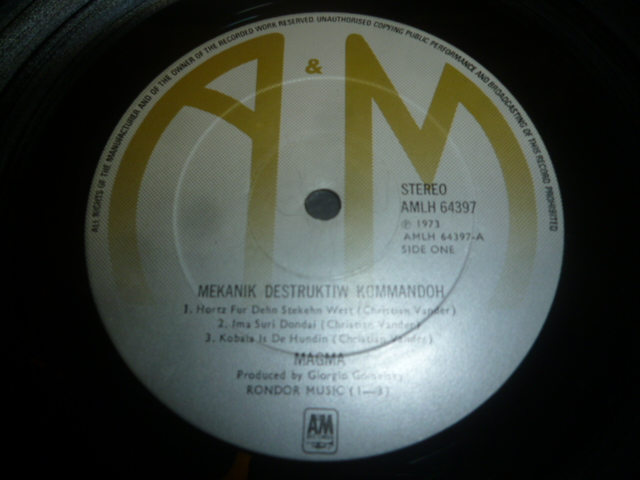 ALL RIGHTS OF THE MANUFACTURER AND OF THE OWNER OF THE RECORDED WORK RESERVED. UNAUTHORISED COPYING PUBLIC PERFORMANCE AND BROADCASTING OF THIS RECORD PROHIBITED
A & M
STEREO
AMLH 64397
℗ 1973
AMLH 64397-A
SIDE ONE
MEKANIK DESTRUKTIW KOMMANDOH
1. Hortz Fur Dehn Stekehn West (Christian Vander)
2. Ima Suri Dondai (Christian Vander)
3. Kobaia Is De Hundin (Christian Vander)
MAGMA
Produced by Giorgio Gomelsky
RONDOR MUSIC (1—3)
A&M